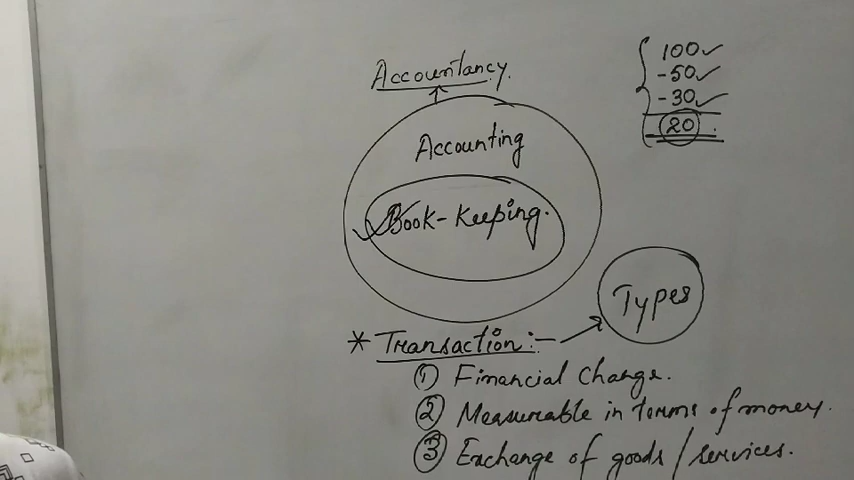 Accountancy.
Accounting
Book-Keeping.
100✓
-50✓
-30✓
20.
Types
* Transaction:-
① Financial Change.
② Measurable in terms of money.
③ Exchange of goods/services.